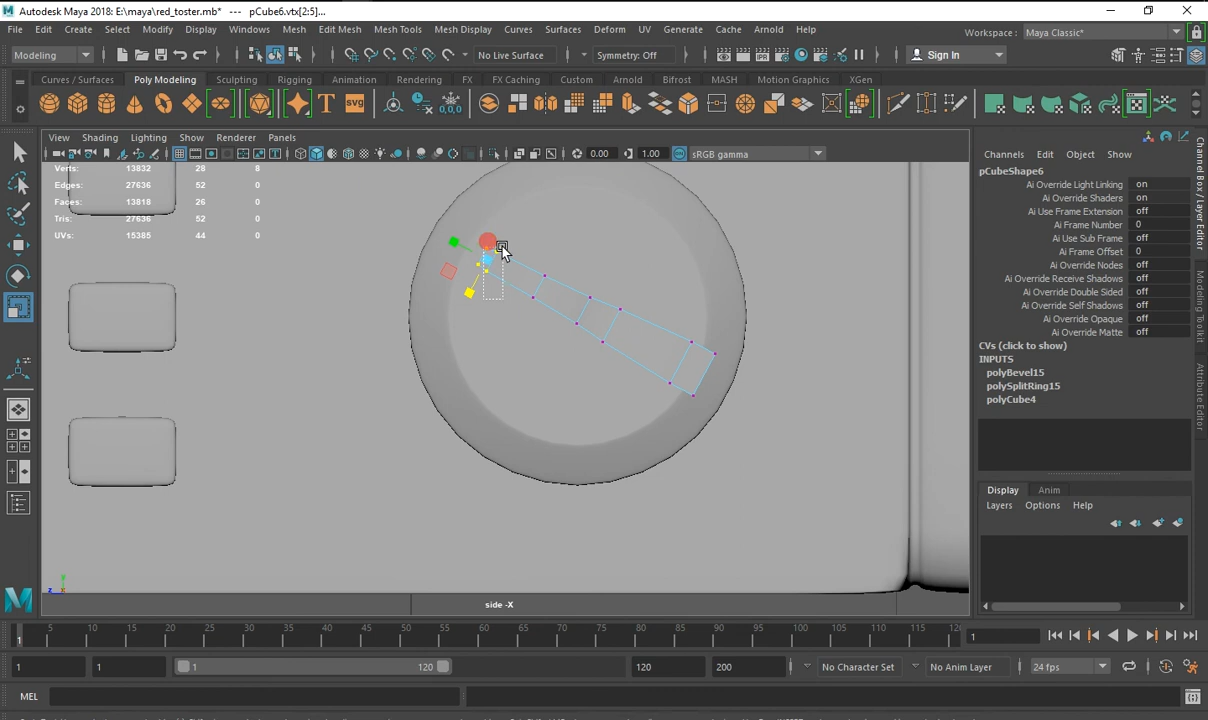 Autodesk Maya 2018: E:\maya\red_toster.mb* --- pCube6.vtx[2:5]...
File Edit Create Select Modify Display Windows Mesh Edit Mesh Mesh Tools Mesh Display Curves Surfaces Deform UV Generate Cache Arnold Help Workspace : Maya Classic*
Modeling No Live Surface Symmetry: Off Sign In
Curves / Surfaces Poly Modeling Sculpting Rigging Animation Rendering FX FX Caching Custom Arnold Bifrost MASH Motion Graphics XGen
View Shading Lighting Show Renderer Panels
0.00 1.00 sRGB gamma
Verts: 13832 28 8
Edges: 27636 52 0
Faces: 13818 26 0
Tris: 27636 52 0
UVs: 15385 44 0
side -X
Channels Edit Object Show
pCubeShape6
Ai Override Light Linking on
Ai Override Shaders on
Ai Use Frame Extension off
Ai Frame Number 0
Ai Use Sub Frame off
Ai Frame Offset 0
Ai Override Nodes off
Ai Override Receive Shadows off
Ai Override Double Sided off
Ai Override Self Shadows off
Ai Override Opaque off
Ai Override Matte off
CVs (click to show)
INPUTS
polyBevel15
polySplitRing15
polyCube4
Display Anim
Layers Options Help
Channel Box / Layer Editor
Modeling Toolkit
Attribute Editor
5 10 15 20 25 30 35 40 45 50 55 60 65 70 75 80 85 90 95 100 105 110 115 12
1 1
1 1 1 120 120 200 No Character Set No Anim Layer 24 fps
MEL